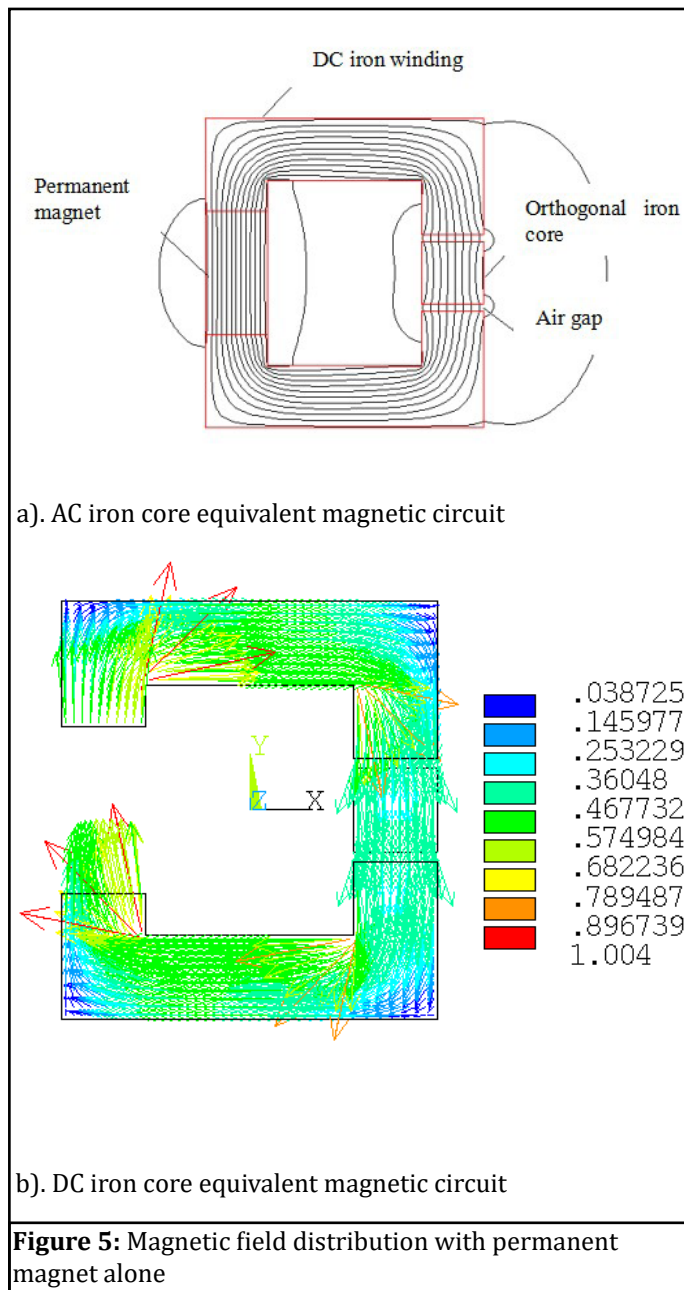 DC iron winding
Permanent
magnet
Orthogonal iron
core
Air gap
a). AC iron core equivalent magnetic circuit
Y
Z X
.038725
.145977
.253229
.36048
.467732
.574984
.682236
.789487
.896739
1.004
b). DC iron core equivalent magnetic circuit
Figure 5: Magnetic field distribution with permanent
magnet alone